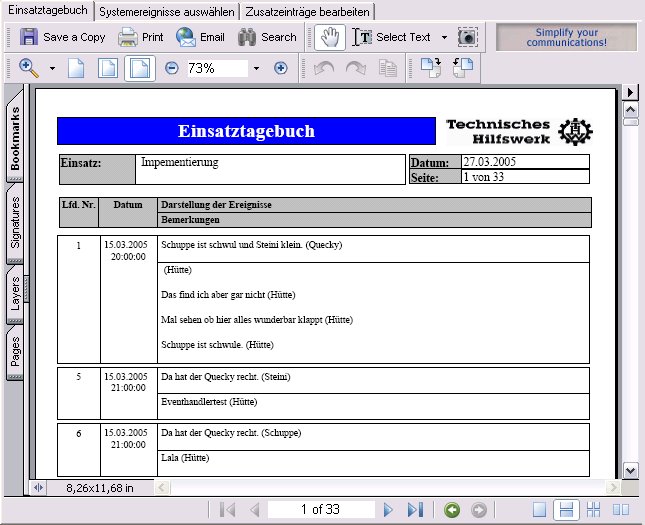 Einsatztagebuch Systemereignisse auswählen Zusatzeinträge bearbeiten
Save a Copy Print Email Search Select Text Simplify your communications!
73%
Einsatztagebuch
Technisches
Hilfswerk
Einsatz: Impementierung
Datum: 27.03.2005
Seite: 1 von 33
Lfd. Nr. Datum Darstellung der Ereignisse
Bemerkungen
1 15.03.2005 Schuppe ist schwul und Steini klein. (Quecky)
20:00:00
(Hütte)
Das find ich aber gar nicht (Hütte)
Mal sehen ob hier alles wunderbar klappt (Hütte)
Schuppe ist schwule. (Hütte)
5 15.03.2005 Da hat der Quecky recht. (Steini)
21:00:00
Eventhandlertest (Hütte)
6 15.03.2005 Da hat der Quecky recht. (Schuppe)
21:00:00
Lala (Hütte)
Bookmarks
Signatures
Layers
Pages
8,26x11,68 in
1 of 33